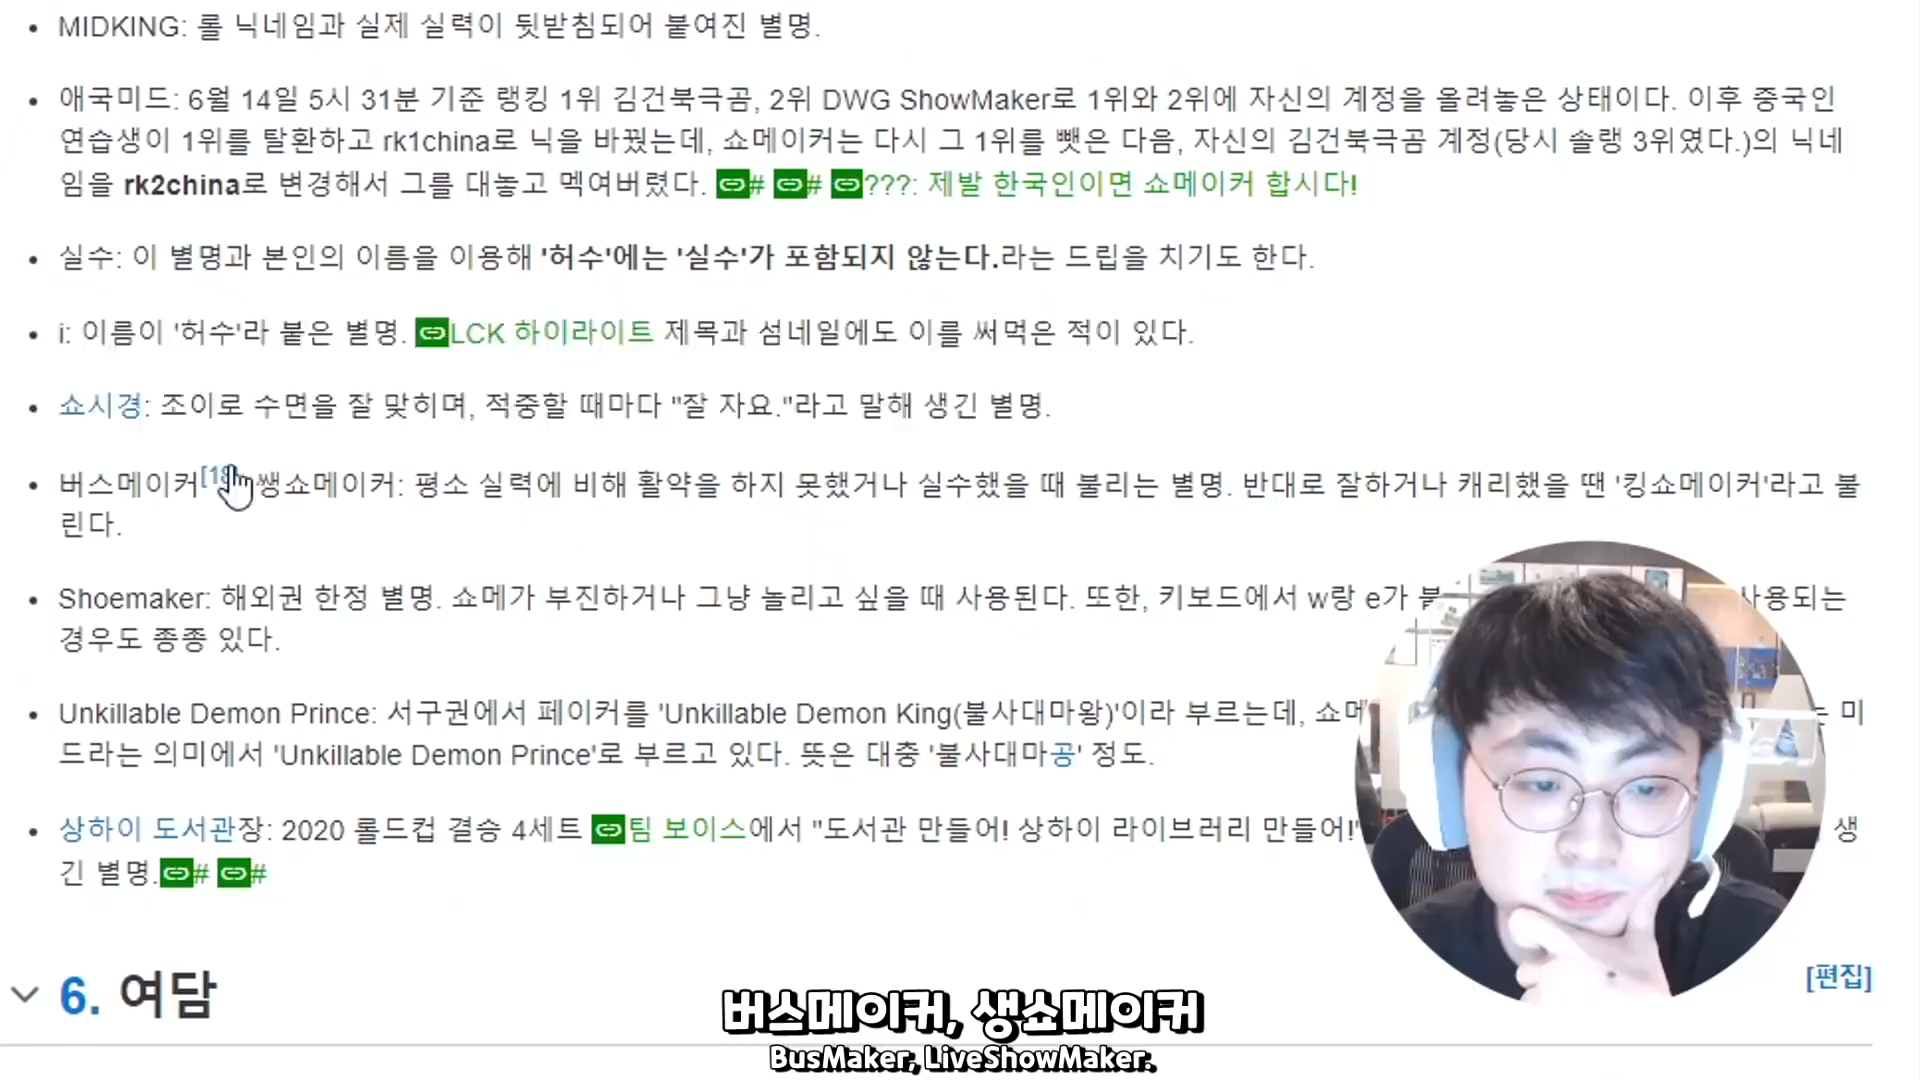 MIDKING: 롤 닉네임과 실제 실력이 뒷받침되어 붙여진 별명.
애국미드: 6월 14일 5시 31분 기준 랭킹 1위 김건북극곰, 2위 DWG ShowMaker로 1위와 2위에 자신의 계정을 올려놓은 상태이다. 이후 중국인
연습생이 1위를 탈환하고 rk1china로 닉을 바꿨는데, 쇼메이커는 다시 그 1위를 뺏은 다음, 자신의 김건북극곰 계정(당시 솔랭 3위였다.)의 닉네
임을 rk2china로 변경해서 그를 대놓고 멕여버렸다. # # ???: 제발 한국인이면 쇼메이커 합시다!
실수: 이 별명과 본인의 이름을 이용해 '허수'에는 '실수'가 포함되지 않는다.라는 드립을 치기도 한다.
i: 이름이 '허수'라 붙은 별명. LCK 하이라이트 제목과 섬네일에도 이를 써먹은 적이 있다.
쇼시경: 조이로 수면을 잘 맞히며, 적중할 때마다 "잘 자요."라고 말해 생긴 별명.
버스메이커 쌩쇼메이커: 평소 실력에 비해 활약을 하지 못했거나 실수했을 때 불리는 별명. 반대로 잘하거나 캐리했을 땐 '킹쇼메이커'라고 불
린다.
Shoemaker: 해외권 한정 별명. 쇼메가 부진하거나 그냥 놀리고 싶을 때 사용된다. 또한, 키보드에서 w랑 e가 사용되는
경우도 종종 있다.
Unkillable Demon Prince: 서구권에서 페이커를 'Unkillable Demon King(불사대마왕)'이라 부르는데, 쇼메 는 미
드라는 의미에서 'Unkillable Demon Prince'로 부르고 있다. 뜻은 대충 '불사대마공' 정도.
상하이 도서관장: 2020 롤드컵 결승 4세트 팀 보이스에서 "도서관 만들어! 상하이 라이브러리 만들어!" 생
긴 별명.# #
6. 여담
[편집]
버스메이커, 생쇼메이커
BusMaker, LiveShowMaker.